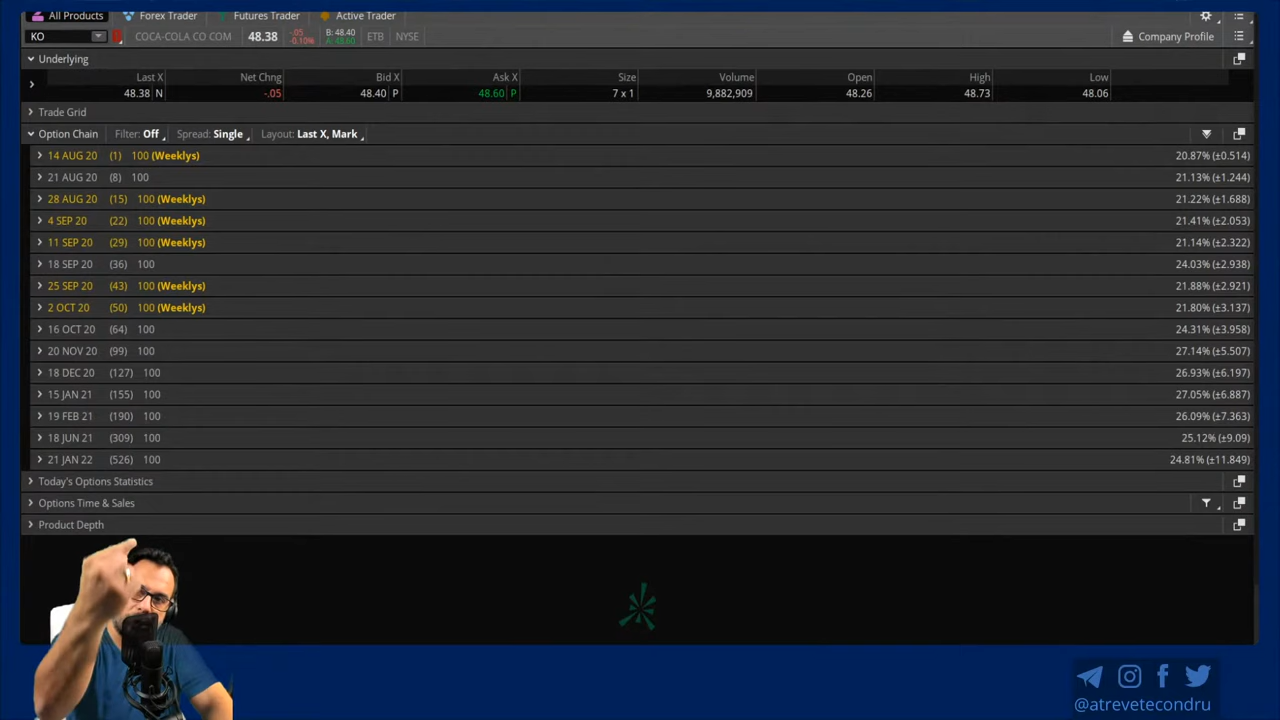 All Products Forex Trader Futures Trader Active Trader
KO COCA-COLA CO COM 48.38 -.05 -0.10% B: 48.40 A: 48.60 ETB NYSE Company Profile
Underlying
Last X Net Chng Bid X Ask X Size Volume Open High Low
48.38 N -.05 48.40 P 48.60 P 7 x 1 9,882,909 48.26 48.73 48.06
Trade Grid
Option Chain Filter: Off Spread: Single Layout: Last X, Mark
14 AUG 20 (1) 100 (Weeklys) 20.87% (±0.514)
21 AUG 20 (8) 100 21.13% (±1.244)
28 AUG 20 (15) 100 (Weeklys) 21.22% (±1.688)
4 SEP 20 (22) 100 (Weeklys) 21.41% (±2.053)
11 SEP 20 (29) 100 (Weeklys) 21.14% (±2.322)
18 SEP 20 (36) 100 24.03% (±2.938)
25 SEP 20 (43) 100 (Weeklys) 21.88% (±2.921)
2 OCT 20 (50) 100 (Weeklys) 21.80% (±3.137)
16 OCT 20 (64) 100 24.31% (±3.958)
20 NOV 20 (99) 100 27.14% (±5.507)
18 DEC 20 (127) 100 26.93% (±6.197)
15 JAN 21 (155) 100 27.05% (±6.887)
19 FEB 21 (190) 100 26.09% (±7.363)
18 JUN 21 (309) 100 25.12% (±9.09)
21 JAN 22 (526) 100 24.81% (±11.849)
Today's Options Statistics
Options Time & Sales
Product Depth
@atrevetecondru